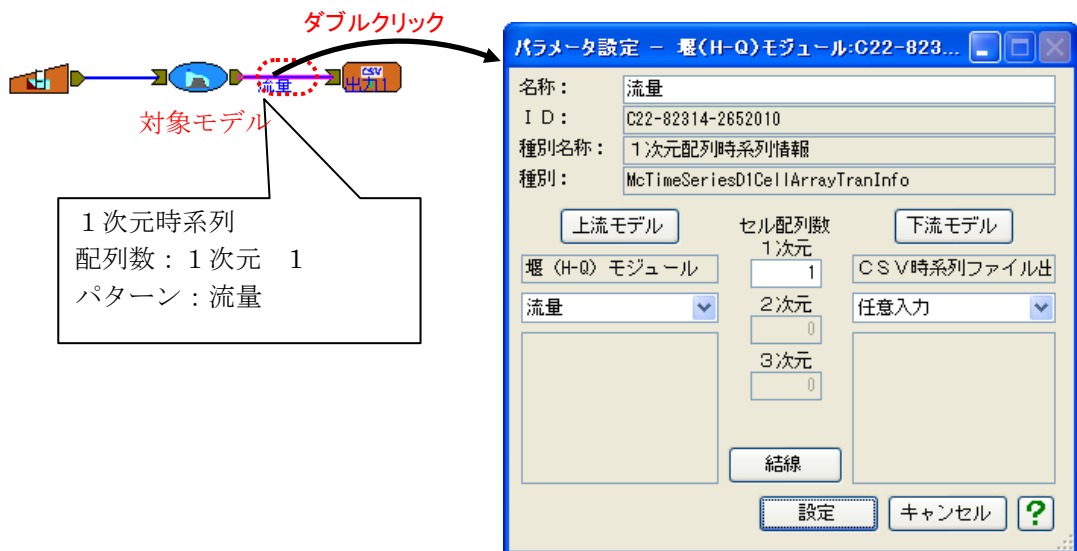 ダブルクリック
流量
CSV
出力1
対象モデル
１次元時系列
配列数：１次元　1
パターン：流量
パラメータ設定 － 堰(H-Q)モジュール:C22-823...
名称： 流量
ＩＤ： C22-82314-2652010
種別名称： １次元配列時系列情報
種別： McTimeSeriesD1CellArrayTranInfo
上流モデル セル配列数 下流モデル
1次元
堰（H-Q）モジュール 1 ＣＳＶ時系列ファイル出
流量 2次元 任意入力
0
3次元
0
結線
設定 キャンセル ?